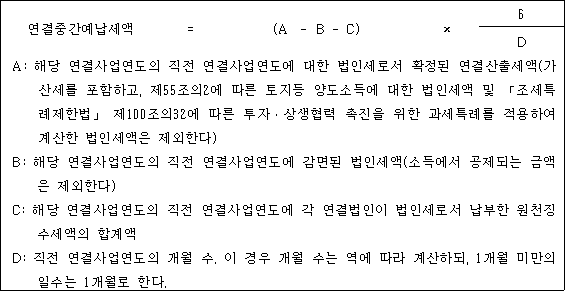 6
연결중간예납세액 = (A - B - C) ×
D
A: 해당 연결사업연도의 직전 연결사업연도에 대한 법인세로서 확정된 연결산출세액(가
산세를 포함하고, 제55조의2에 따른 토지등 양도소득에 대한 법인세액 및 「조세특
례제한법」 제100조의32에 따른 투자·상생협력 촉진을 위한 과세특례를 적용하여
계산한 법인세액은 제외한다)
B: 해당 연결사업연도의 직전 연결사업연도에 감면된 법인세액(소득에서 공제되는 금액
은 제외한다)
C: 해당 연결사업연도의 직전 연결사업연도에 각 연결법인이 법인세로서 납부한 원천징
수세액의 합계액
D: 직전 연결사업연도의 개월 수. 이 경우 개월 수는 역에 따라 계산하되, 1개월 미만의
일수는 1개월로 한다.